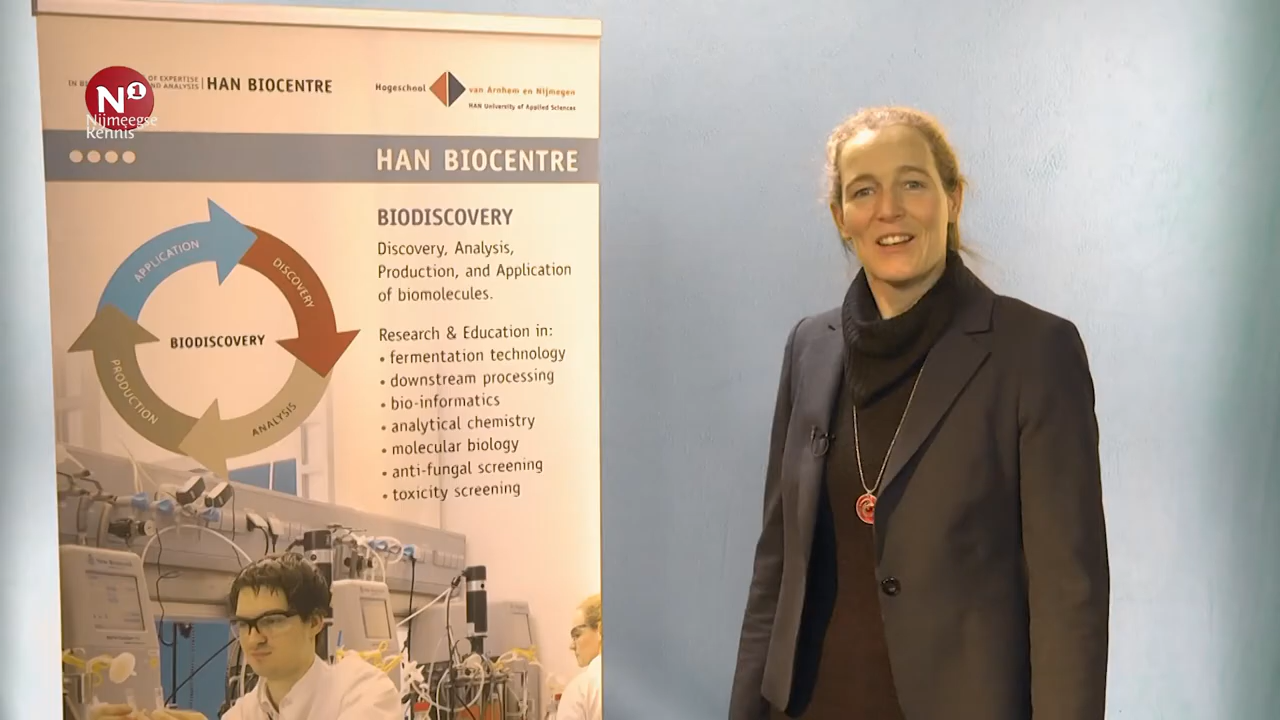 OF EXPERTISE
AND ANALYSIS
HAN BIOCENTRE
Hogeschool
van Arnhem en Nijmegen
HAN University of Applied Sciences
N1
Nijmeegse
Kennis
HAN BIOCENTRE
BIODISCOVERY
Discovery, Analysis,
Production, and Application
of biomolecules.
Research & Education in:
• fermentation technology
• downstream processing
• bio-informatics
• analytical chemistry
• molecular biology
• anti-fungal screening
• toxicity screening
APPLICATION
DISCOVERY
BIODISCOVERY
PRODUCTION
ANALYSIS